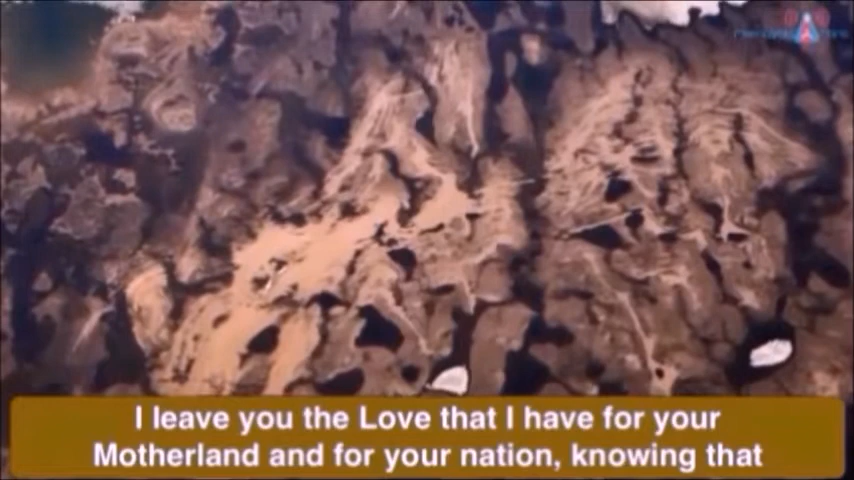 I leave you the Love that I have for your
Motherland and for your nation, knowing that